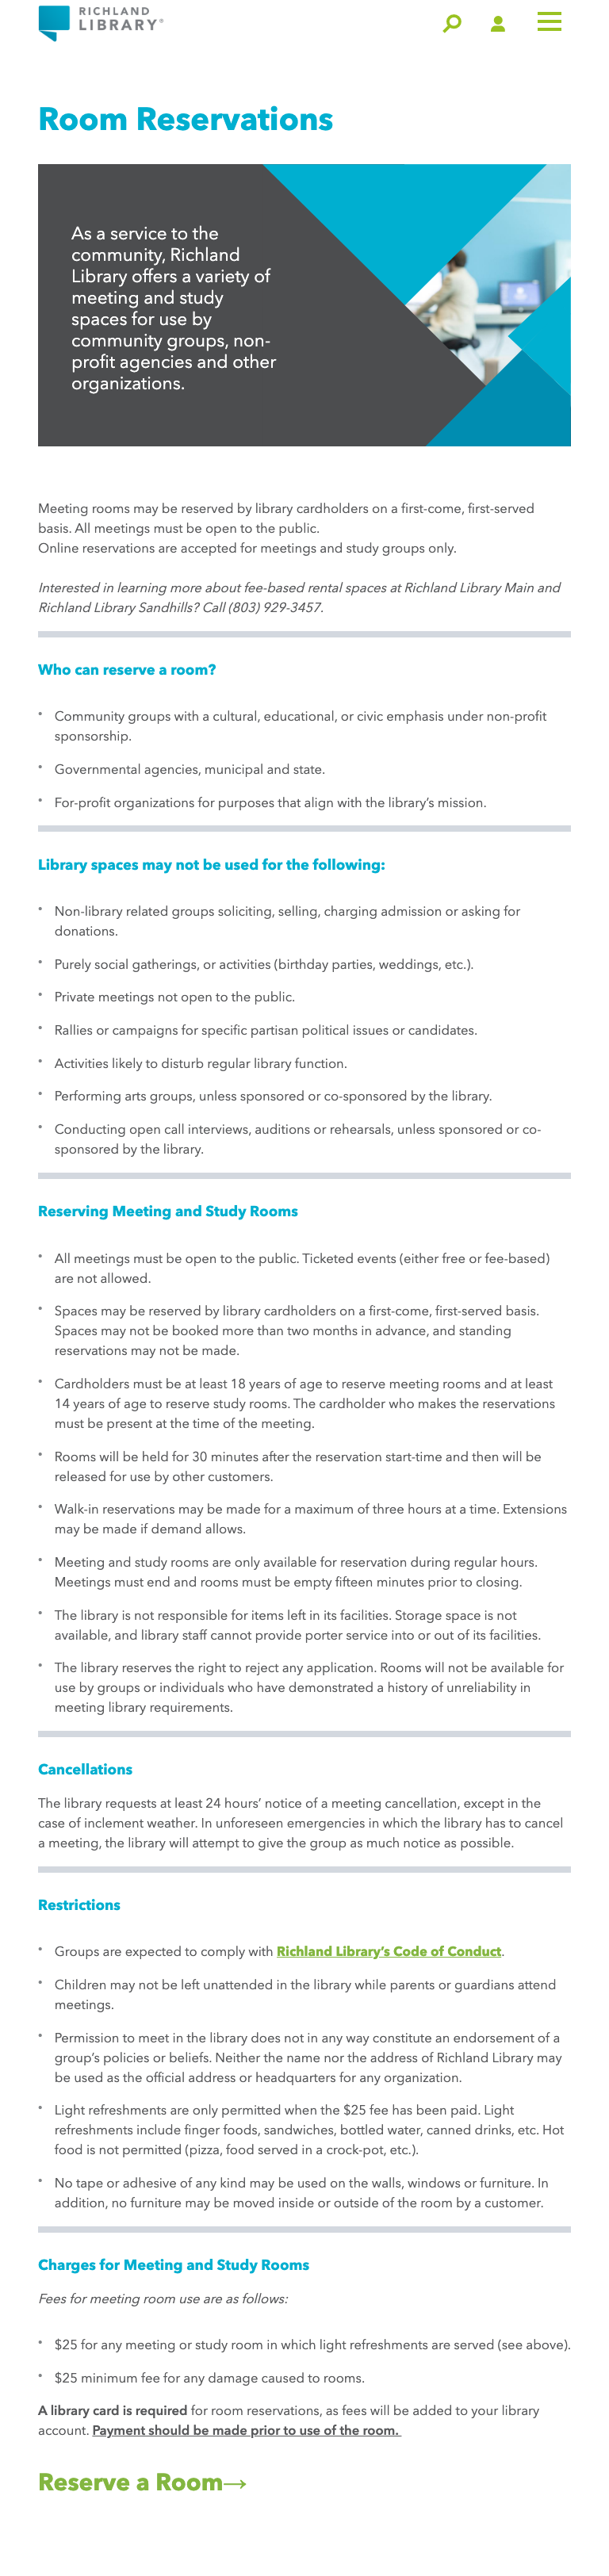 RICHLAND
LIBRARY®
Room Reservations
As a service to the
community, Richland
Library offers a variety of
meeting and study
spaces for use by
community groups, non-
profit agencies and other
organizations.
Meeting rooms may be reserved by library cardholders on a first-come, first-served
basis. All meetings must be open to the public.
Online reservations are accepted for meetings and study groups only.
Interested in learning more about fee-based rental spaces at Richland Library Main and
Richland Library Sandhills? Call (803) 929-3457.
Who can reserve a room?
• Community groups with a cultural, educational, or civic emphasis under non-profit
sponsorship.
• Governmental agencies, municipal and state.
• For-profit organizations for purposes that align with the library’s mission.
Library spaces may not be used for the following:
• Non-library related groups soliciting, selling, charging admission or asking for
donations.
• Purely social gatherings, or activities (birthday parties, weddings, etc.).
• Private meetings not open to the public.
• Rallies or campaigns for specific partisan political issues or candidates.
• Activities likely to disturb regular library function.
• Performing arts groups, unless sponsored or co-sponsored by the library.
• Conducting open call interviews, auditions or rehearsals, unless sponsored or co-
sponsored by the library.
Reserving Meeting and Study Rooms
• All meetings must be open to the public. Ticketed events (either free or fee-based)
are not allowed.
• Spaces may be reserved by library cardholders on a first-come, first-served basis.
Spaces may not be booked more than two months in advance, and standing
reservations may not be made.
• Cardholders must be at least 18 years of age to reserve meeting rooms and at least
14 years of age to reserve study rooms. The cardholder who makes the reservations
must be present at the time of the meeting.
• Rooms will be held for 30 minutes after the reservation start-time and then will be
released for use by other customers.
• Walk-in reservations may be made for a maximum of three hours at a time. Extensions
may be made if demand allows.
• Meeting and study rooms are only available for reservation during regular hours.
Meetings must end and rooms must be empty fifteen minutes prior to closing.
• The library is not responsible for items left in its facilities. Storage space is not
available, and library staff cannot provide porter service into or out of its facilities.
• The library reserves the right to reject any application. Rooms will not be available for
use by groups or individuals who have demonstrated a history of unreliability in
meeting library requirements.
Cancellations
The library requests at least 24 hours’ notice of a meeting cancellation, except in the
case of inclement weather. In unforeseen emergencies in which the library has to cancel
a meeting, the library will attempt to give the group as much notice as possible.
Restrictions
• Groups are expected to comply with Richland Library’s Code of Conduct.
• Children may not be left unattended in the library while parents or guardians attend
meetings.
• Permission to meet in the library does not in any way constitute an endorsement of a
group’s policies or beliefs. Neither the name nor the address of Richland Library may
be used as the official address or headquarters for any organization.
• Light refreshments are only permitted when the $25 fee has been paid. Light
refreshments include finger foods, sandwiches, bottled water, canned drinks, etc. Hot
food is not permitted (pizza, food served in a crock-pot, etc.).
• No tape or adhesive of any kind may be used on the walls, windows or furniture. In
addition, no furniture may be moved inside or outside of the room by a customer.
Charges for Meeting and Study Rooms
Fees for meeting room use are as follows:
• $25 for any meeting or study room in which light refreshments are served (see above).
• $25 minimum fee for any damage caused to rooms.
A library card is required for room reservations, as fees will be added to your library
account. Payment should be made prior to use of the room.
Reserve a Room→